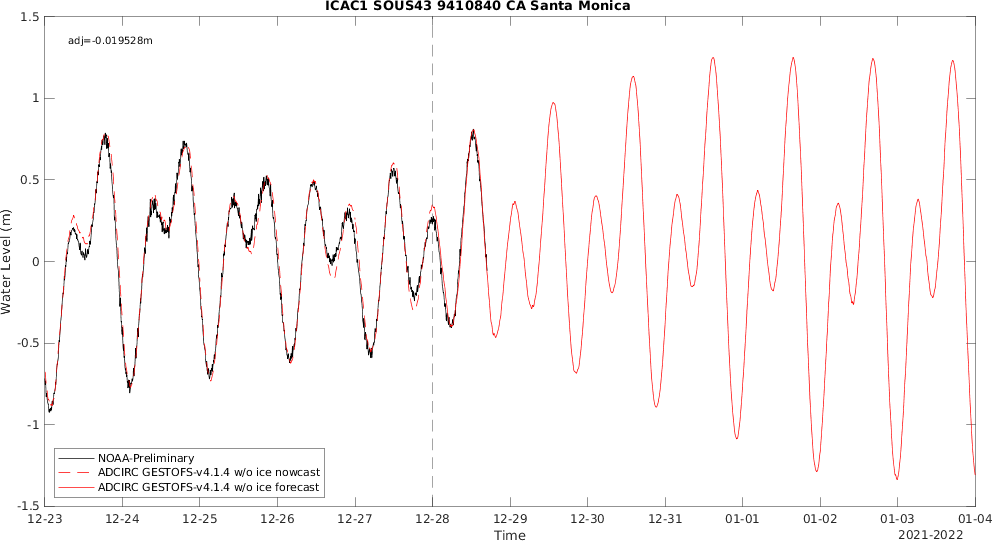 ICAC1 SOUS43 9410840 CA Santa Monica
adj=-0.019528m
1.5
1
0.5
0
-0.5
-1
-1.5
Water Level (m)
NOAA-Preliminary
ADCIRC GESTOFS-v4.1.4 w/o ice nowcast
ADCIRC GESTOFS-v4.1.4 w/o ice forecast
12-23 12-24 12-25 12-26 12-27 12-28 12-29 12-30 12-31 01-01 01-02 01-03 01-04
Time
2021-2022